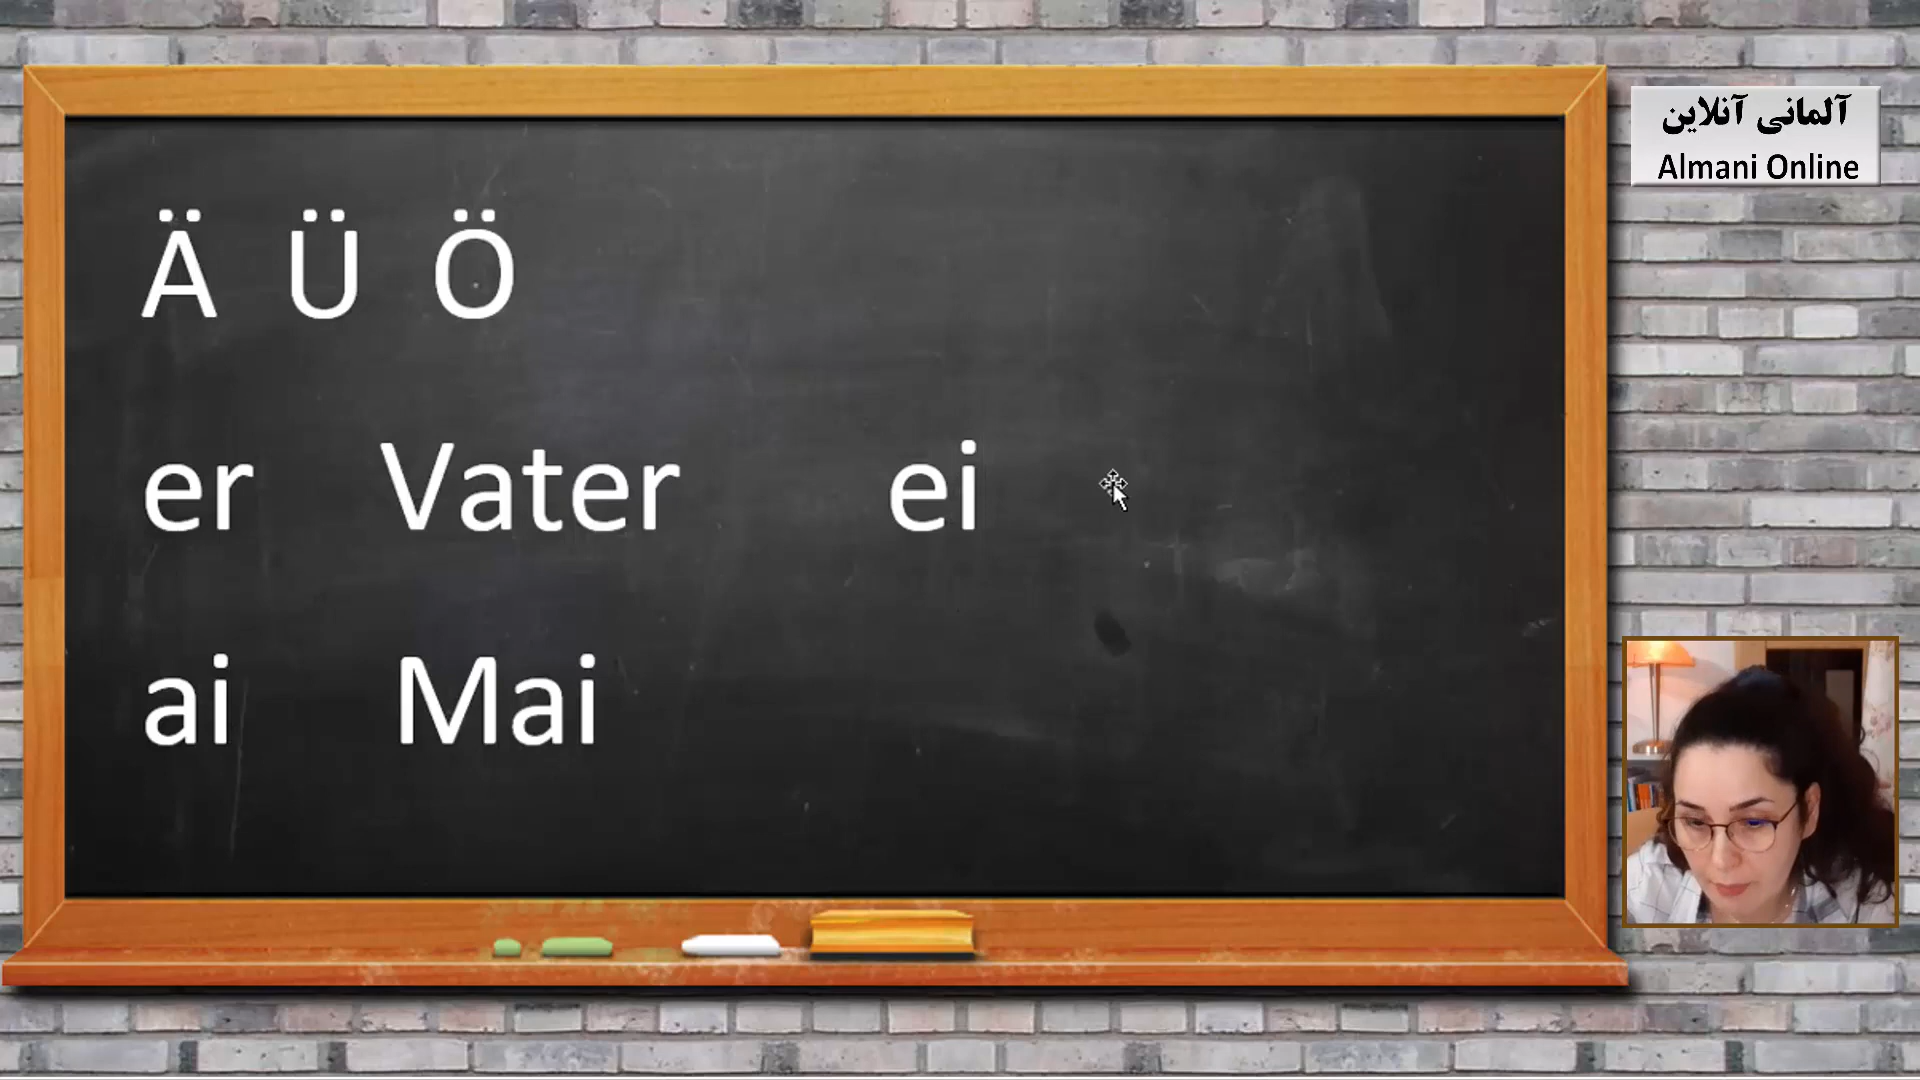 آلمانی آنلاین
Almani Online
Ä Ü Ö
er Vater ei
ai Mai